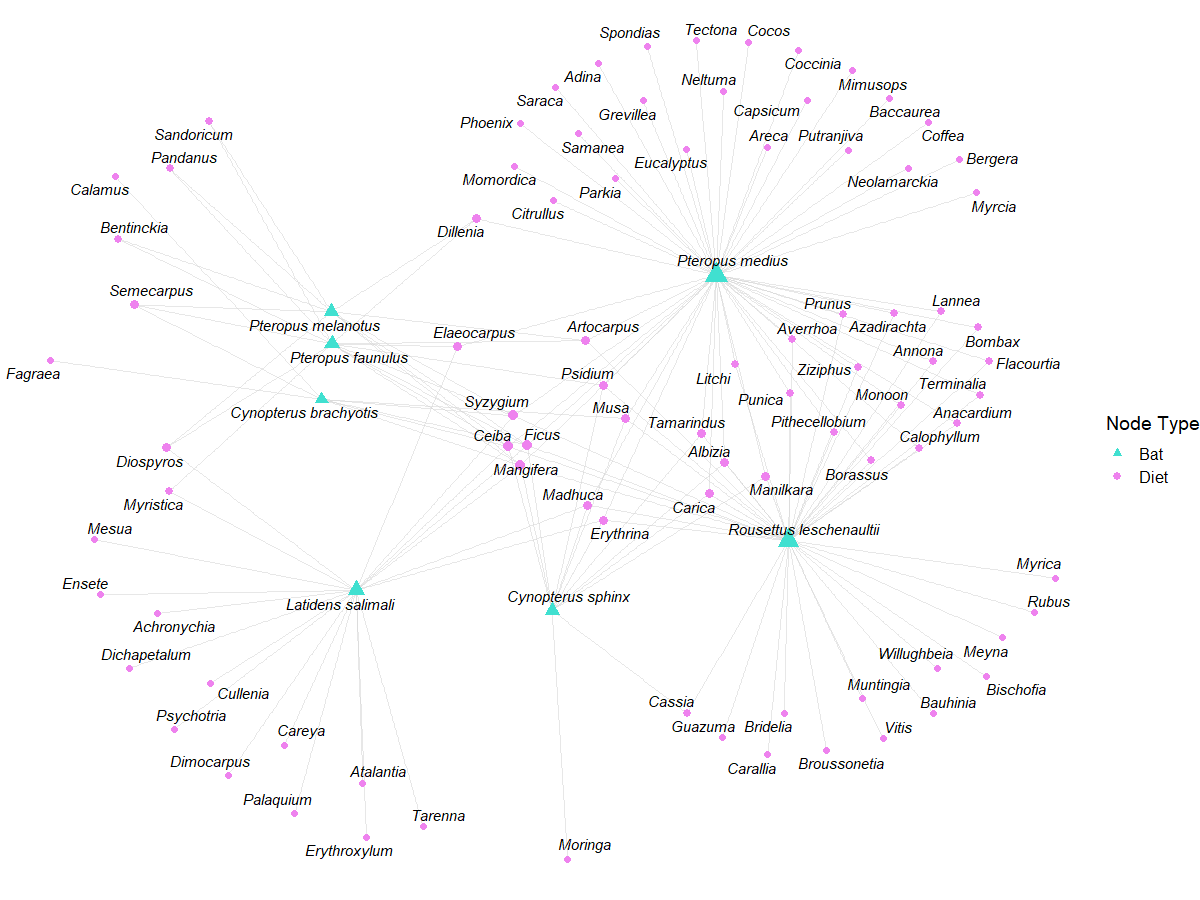 Spondias
Tectona
Cocos
Adina
Coccinia
Neltuma
Mimusops
Saraca
Grevillea
Capsicum
Baccaurea
Phoenix
Samanea
Areca
Putranjiva
Coffea
Sandoricum
Eucalyptus
Bergera
Pandanus
Momordica
Parkia
Neolamarckia
Calamus
Citrullus
Myrcia
Bentinckia
Dillenia
Pteropus medius
Semecarpus
Prunus
Lannea
Pteropus melanotus
Elaeocarpus
Artocarpus
Averrhoa
Azadirachta
Bombax
Pteropus faunulus
Annona
Flacourtia
Fagraea
Psidium
Litchi
Ziziphus
Terminalia
Syzygium
Musa
Punica
Monoon
Cynopterus brachyotis
Anacardium
Ceiba
Ficus
Tamarindus
Pithecellobium
Calophyllum
Node Type
Bat
Diet
Diospyros
Mangifera
Albizia
Borassus
Myristica
Madhuca
Carica
Manilkara
Mesua
Erythrina
Rousettus leschenaultii
Ensete
Latidens salimali
Cynopterus sphinx
Myrica
Achronychia
Rubus
Dichapetalum
Willughbeia
Meyna
Cullenia
Cassia
Muntingia
Bischofia
Psychotria
Careya
Guazuma
Bridelia
Bauhinia
Vitis
Dimocarpus
Atalantia
Carallia
Broussonetia
Palaquium
Tarenna
Erythroxylum
Moringa